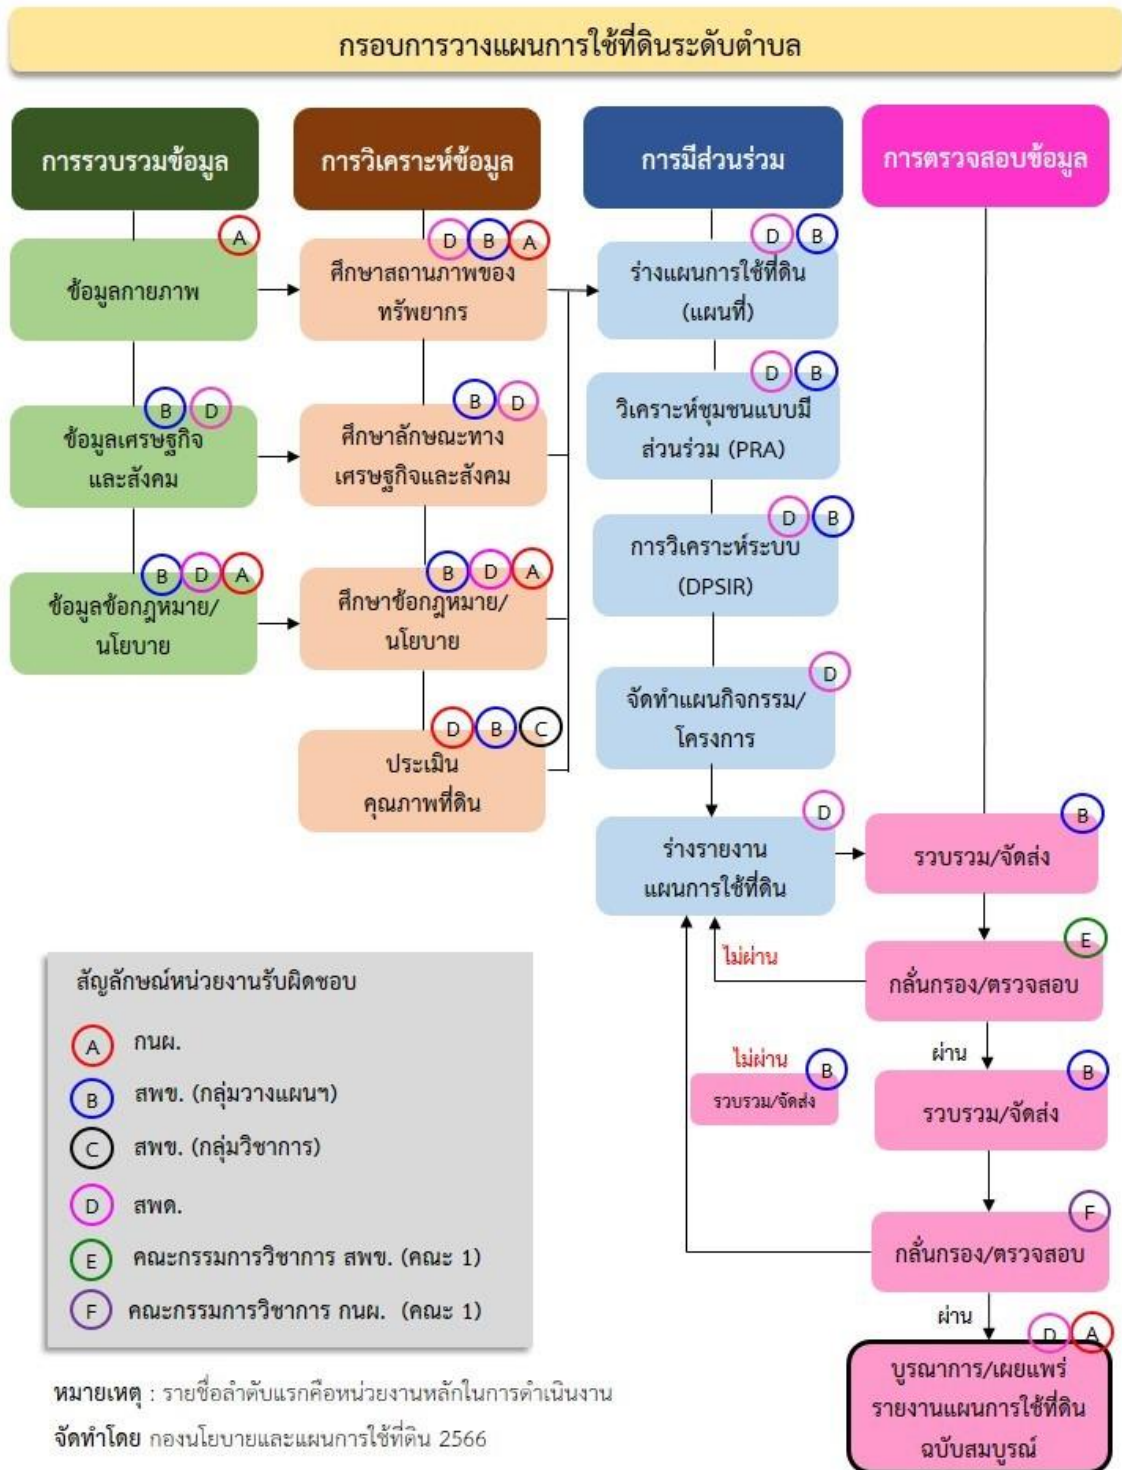 กรอบการวางแผนการใช้ที่ดินระดับตำบล
การรวบรวมข้อมูล
A
ข้อมูลกายภาพ
B D
ข้อมูลเศรษฐกิจ
และสังคม
B D A
ข้อมูลข้อกฎหมาย/
นโยบาย
การวิเคราะห์ข้อมูล
D B A
ศึกษาสถานภาพของ
ทรัพยากร
B D
ศึกษาลักษณะทาง
เศรษฐกิจและสังคม
B D A
ศึกษาข้อกฎหมาย/
นโยบาย
D B C
ประเมิน
คุณภาพที่ดิน
การมีส่วนร่วม
D B
ร่างแผนการใช้ที่ดิน
(แผนที่)
D B
วิเคราะห์ชุมชนแบบมี
ส่วนร่วม (PRA)
D B
การวิเคราะห์ระบบ
(DPSIR)
D
จัดทำแผนกิจกรรม/
โครงการ
D
ร่างรายงาน
แผนการใช้ที่ดิน
การตรวจสอบข้อมูล
B
รวบรวม/จัดส่ง
E
กลั่นกรอง/ตรวจสอบ
ไม่ผ่าน
ผ่าน
B
รวบรวม/จัดส่ง
ไม่ผ่าน
B
รวบรวม/จัดส่ง
F
กลั่นกรอง/ตรวจสอบ
ผ่าน
D A
บูรณาการ/เผยแพร่
รายงานแผนการใช้ที่ดิน
ฉบับสมบูรณ์
สัญลักษณ์หน่วยงานรับผิดชอบ
A กนผ.
B สพข. (กลุ่มวางแผนฯ)
C สพข. (กลุ่มวิชาการ)
D สพด.
E คณะกรรมการวิชาการ สพข. (คณะ 1)
F คณะกรรมการวิชาการ กนผ. (คณะ 1)
หมายเหตุ : รายชื่อลำดับแรกคือหน่วยงานหลักในการดำเนินงาน
จัดทำโดย กองนโยบายและแผนการใช้ที่ดิน 2566